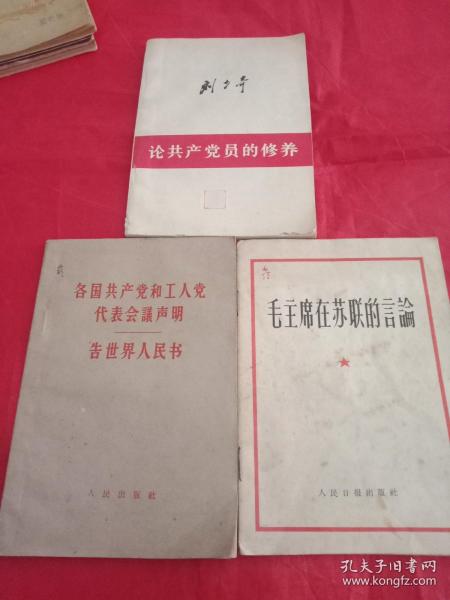 刘少奇
论共产党员的修养
各国共产党和工人党
代表会議声明
告世界人民书
人民出版社
毛主席在苏联的言論
人民日报出版社
孔夫子旧书网
www.kongfz.com